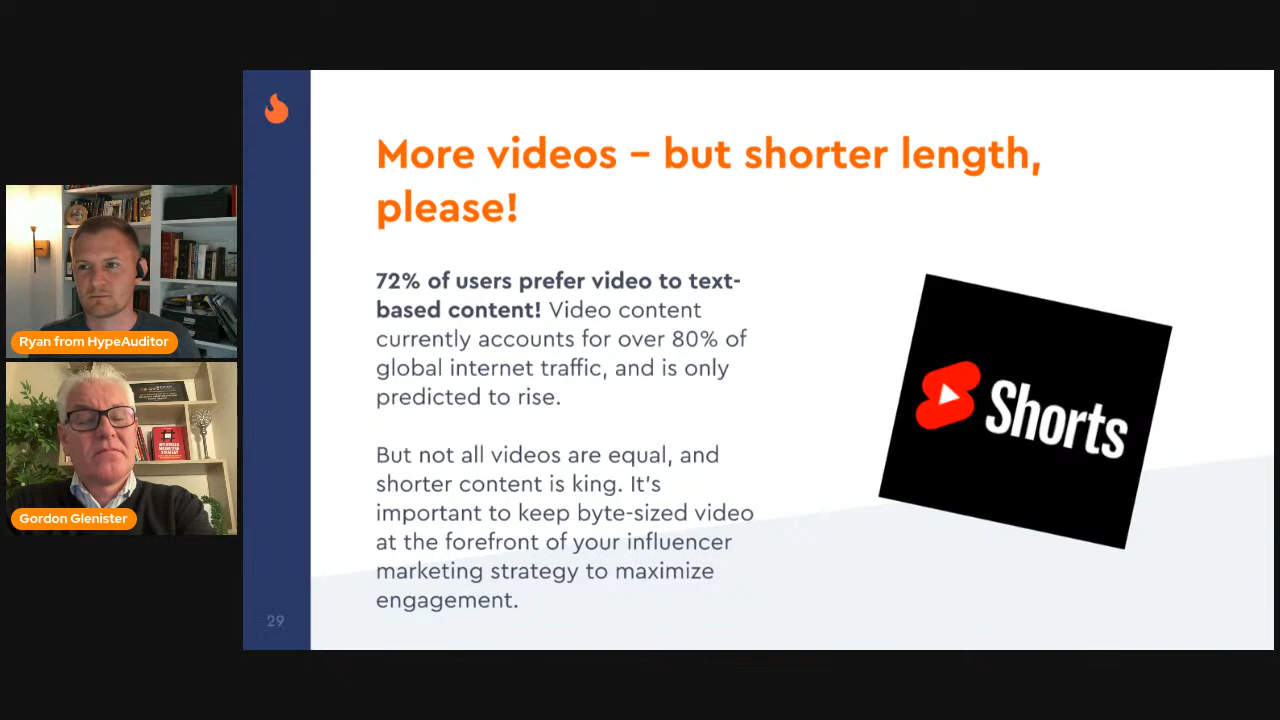 More videos – but shorter length,
please!
72% of users prefer video to text-
based content! Video content
currently accounts for over 80% of
global internet traffic, and is only
predicted to rise.
But not all videos are equal, and
shorter content is king. It's
important to keep byte-sized video
at the forefront of your influencer
marketing strategy to maximize
engagement.
Shorts
29
Ryan from HypeAuditor
Gordon Glenister